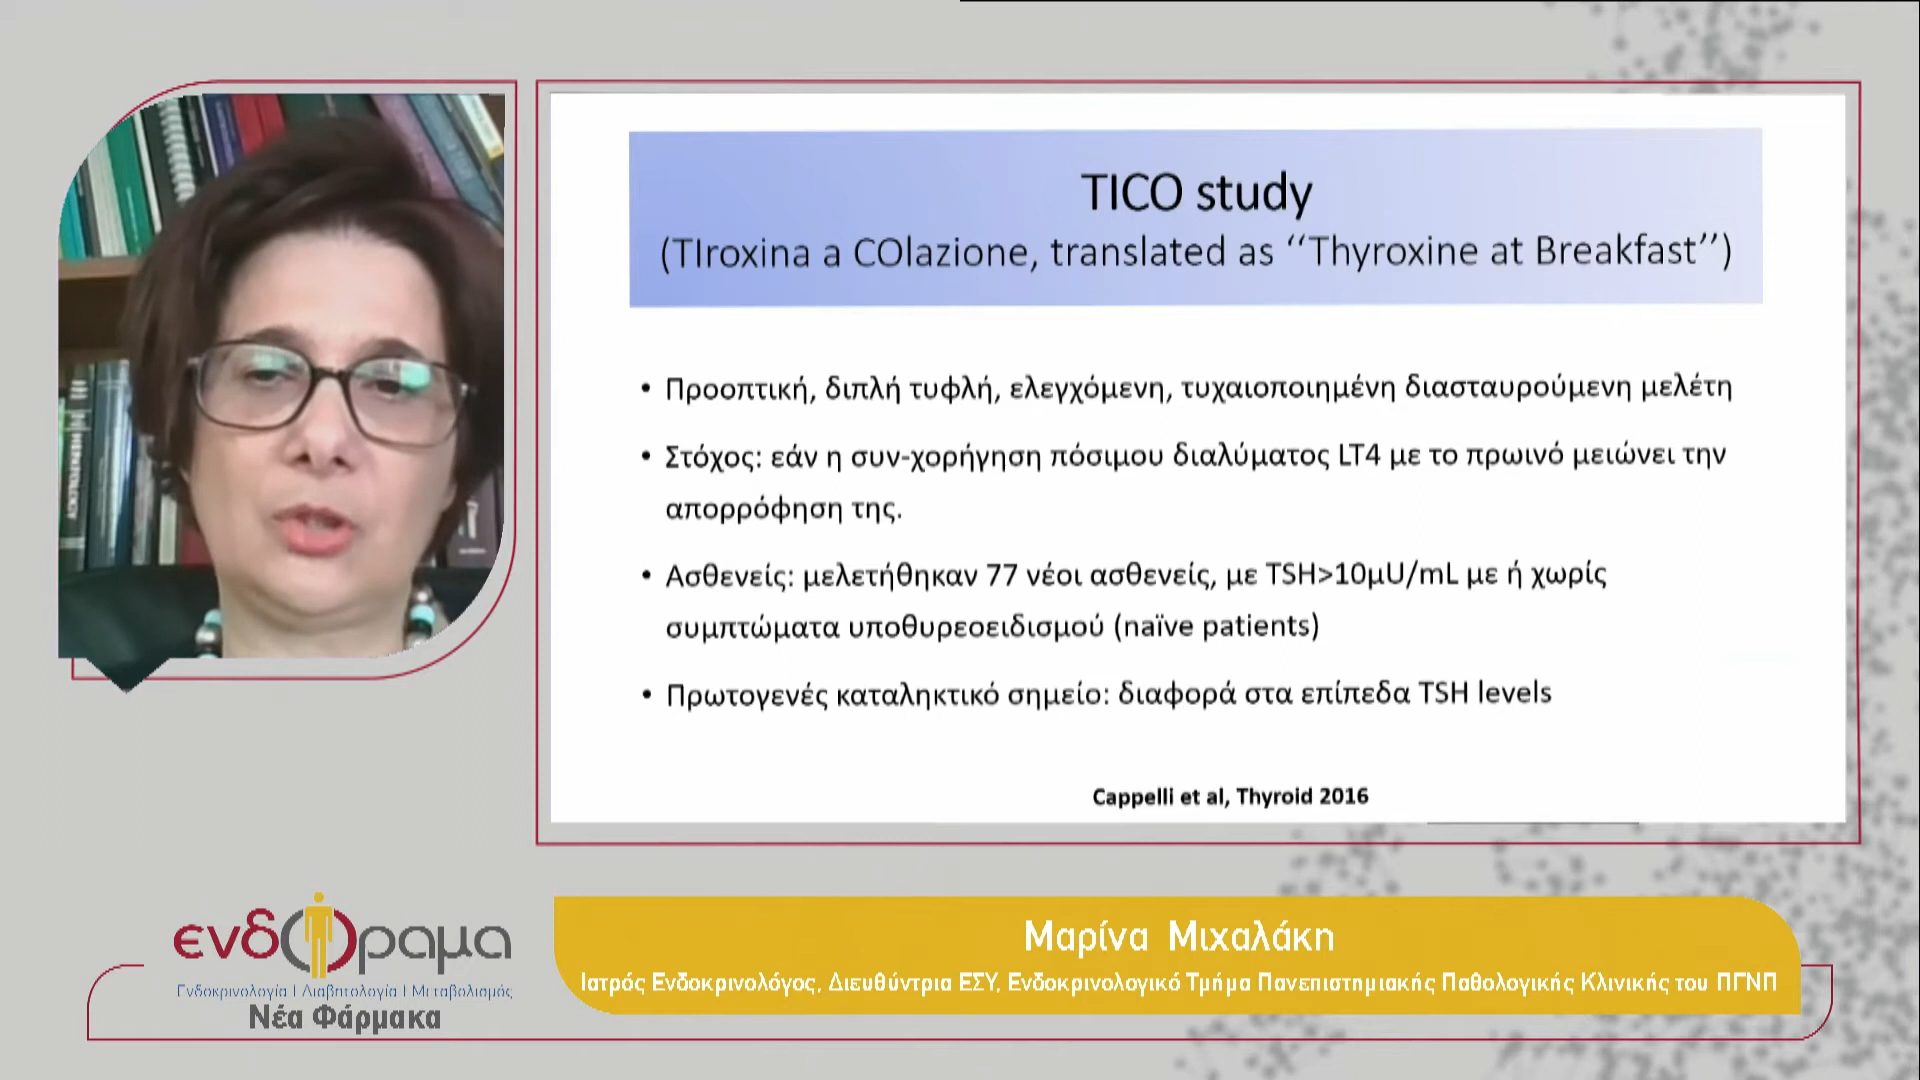 TICO study
(TIroxina a COlazione, translated as ‘‘Thyroxine at Breakfast’’)
• Προοπτική, διπλή τυφλή, ελεγχόμενη, τυχαιοποιημένη διασταυρούμενη μελέτη
• Στόχος: εάν η συν-χορήγηση πόσιμου διαλύματος LT4 με το πρωινό μειώνει την
απορρόφηση της.
• Ασθενείς: μελετήθηκαν 77 νέοι ασθενείς, με TSH>10μU/mL με ή χωρίς
συμπτώματα υποθυρεοειδισμού (naïve patients)
• Πρωτογενές καταληκτικό σημείο: διαφορά στα επίπεδα TSH levels
Cappelli et al, Thyroid 2016
ενδόραμα
Ενδοκρινολογία | Διαβητολογία | Μεταβολισμός
Νέα Φάρμακα
Μαρίνα Μιχαλάκη
Ιατρός Ενδοκρινολόγος, Διευθύντρια ΕΣΥ, Ενδοκρινολογικό Τμήμα Πανεπιστημιακής Παθολογικής Κλινικής του ΠΓΝΠ